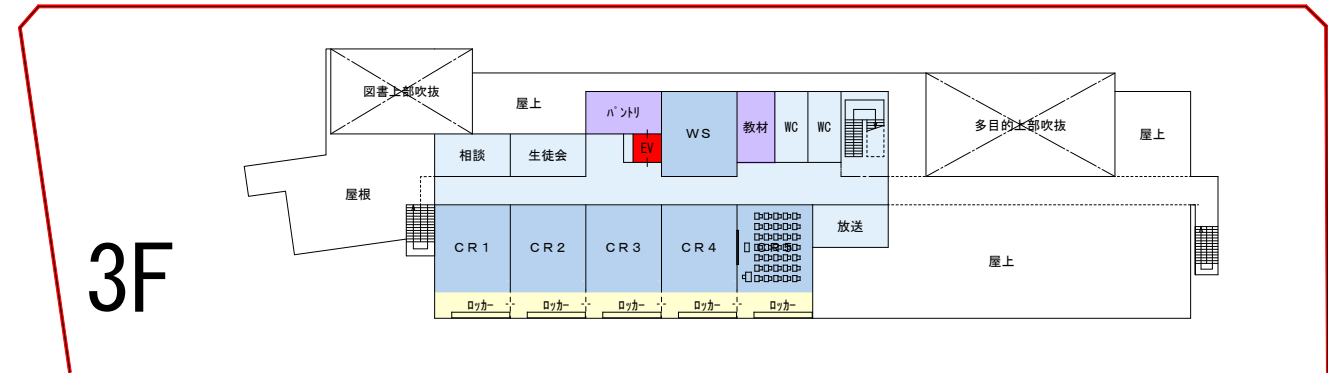 図書上部吹抜
屋上
パントリ
WS
教材
WC
WC
多目的上部吹抜
屋上
相談
生徒会
EV
屋根
3F
CR1
CR2
CR3
CR4
CR5
放送
屋上
ロッカー
ロッカー
ロッカー
ロッカー
ロッカー